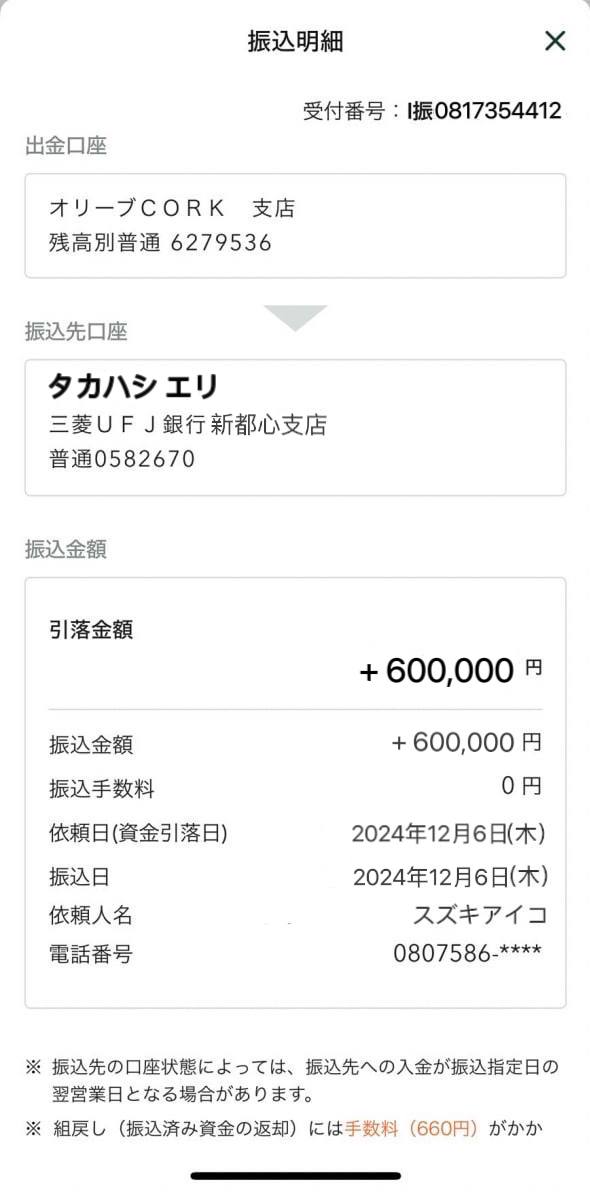 振込明細 ×
受付番号：I振0817354412
出金口座
オリーブＣＯＲＫ　支店
残高別普通 6279536
振込先口座
タカハシ エリ
三菱ＵＦＪ銀行 新都心支店
普通0582670
振込金額
引落金額
+600,000 円
振込金額 +600,000 円
振込手数料 0 円
依頼日(資金引落日) 2024年12月6日(木)
振込日 2024年12月6日(木)
依頼人名 スズキアイコ
電話番号 0807586-****
※ 振込先の口座状態によっては、振込先への入金が振込指定日の
翌営業日となる場合があります。
※ 組戻し（振込済み資金の返却）には手数料（660円）がかか